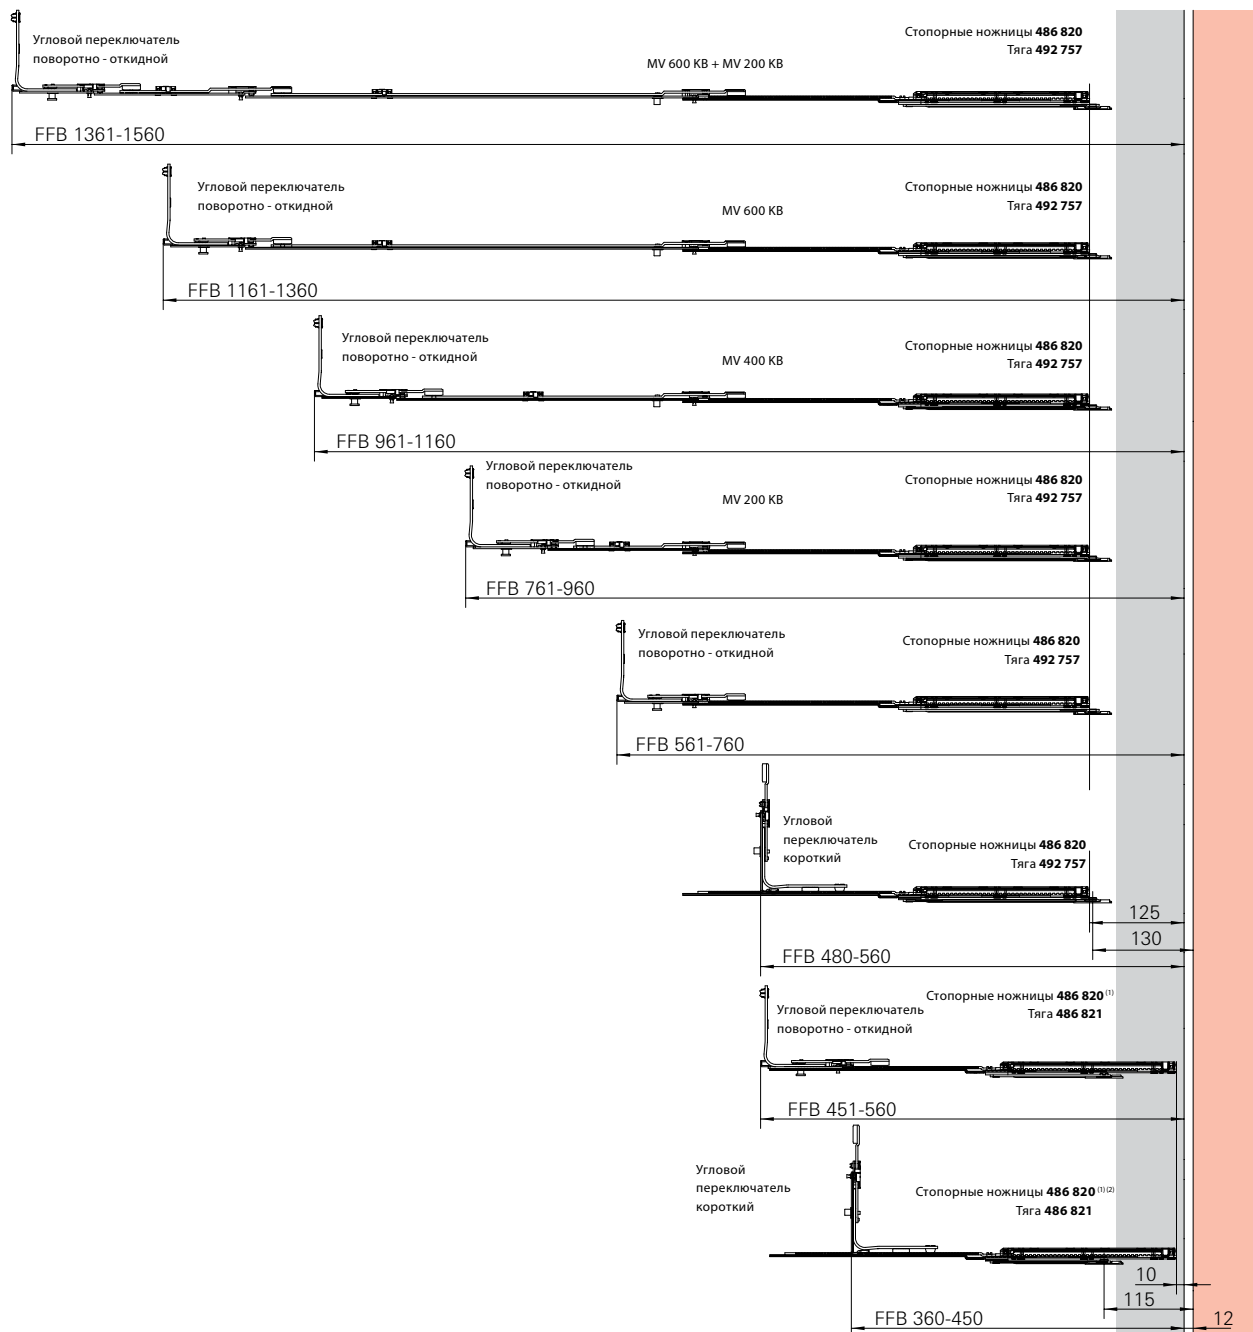 Угловой переключатель
поворотно - откидной
MV 600 KB + MV 200 KB
Стопорные ножницы 486 820
Тяга 492 757
FFB 1361-1560
Угловой переключатель
поворотно - откидной
MV 600 KB
Стопорные ножницы 486 820
Тяга 492 757
FFB 1161-1360
Угловой переключатель
поворотно - откидной
MV 400 KB
Стопорные ножницы 486 820
Тяга 492 757
FFB 961-1160
Угловой переключатель
поворотно - откидной
MV 200 KB
Стопорные ножницы 486 820
Тяга 492 757
FFB 761-960
Угловой переключатель
поворотно - откидной
Стопорные ножницы 486 820
Тяга 492 757
FFB 561-760
Угловой
переключатель
короткий
Стопорные ножницы 486 820
Тяга 492 757
125
130
FFB 480-560
Угловой переключатель
поворотно - откидной
Стопорные ножницы 486 820 (1)
Тяга 486 821
FFB 451-560
Угловой
переключатель
короткий
Стопорные ножницы 486 820 (1) (2)
Тяга 486 821
10
115
FFB 360-450
12